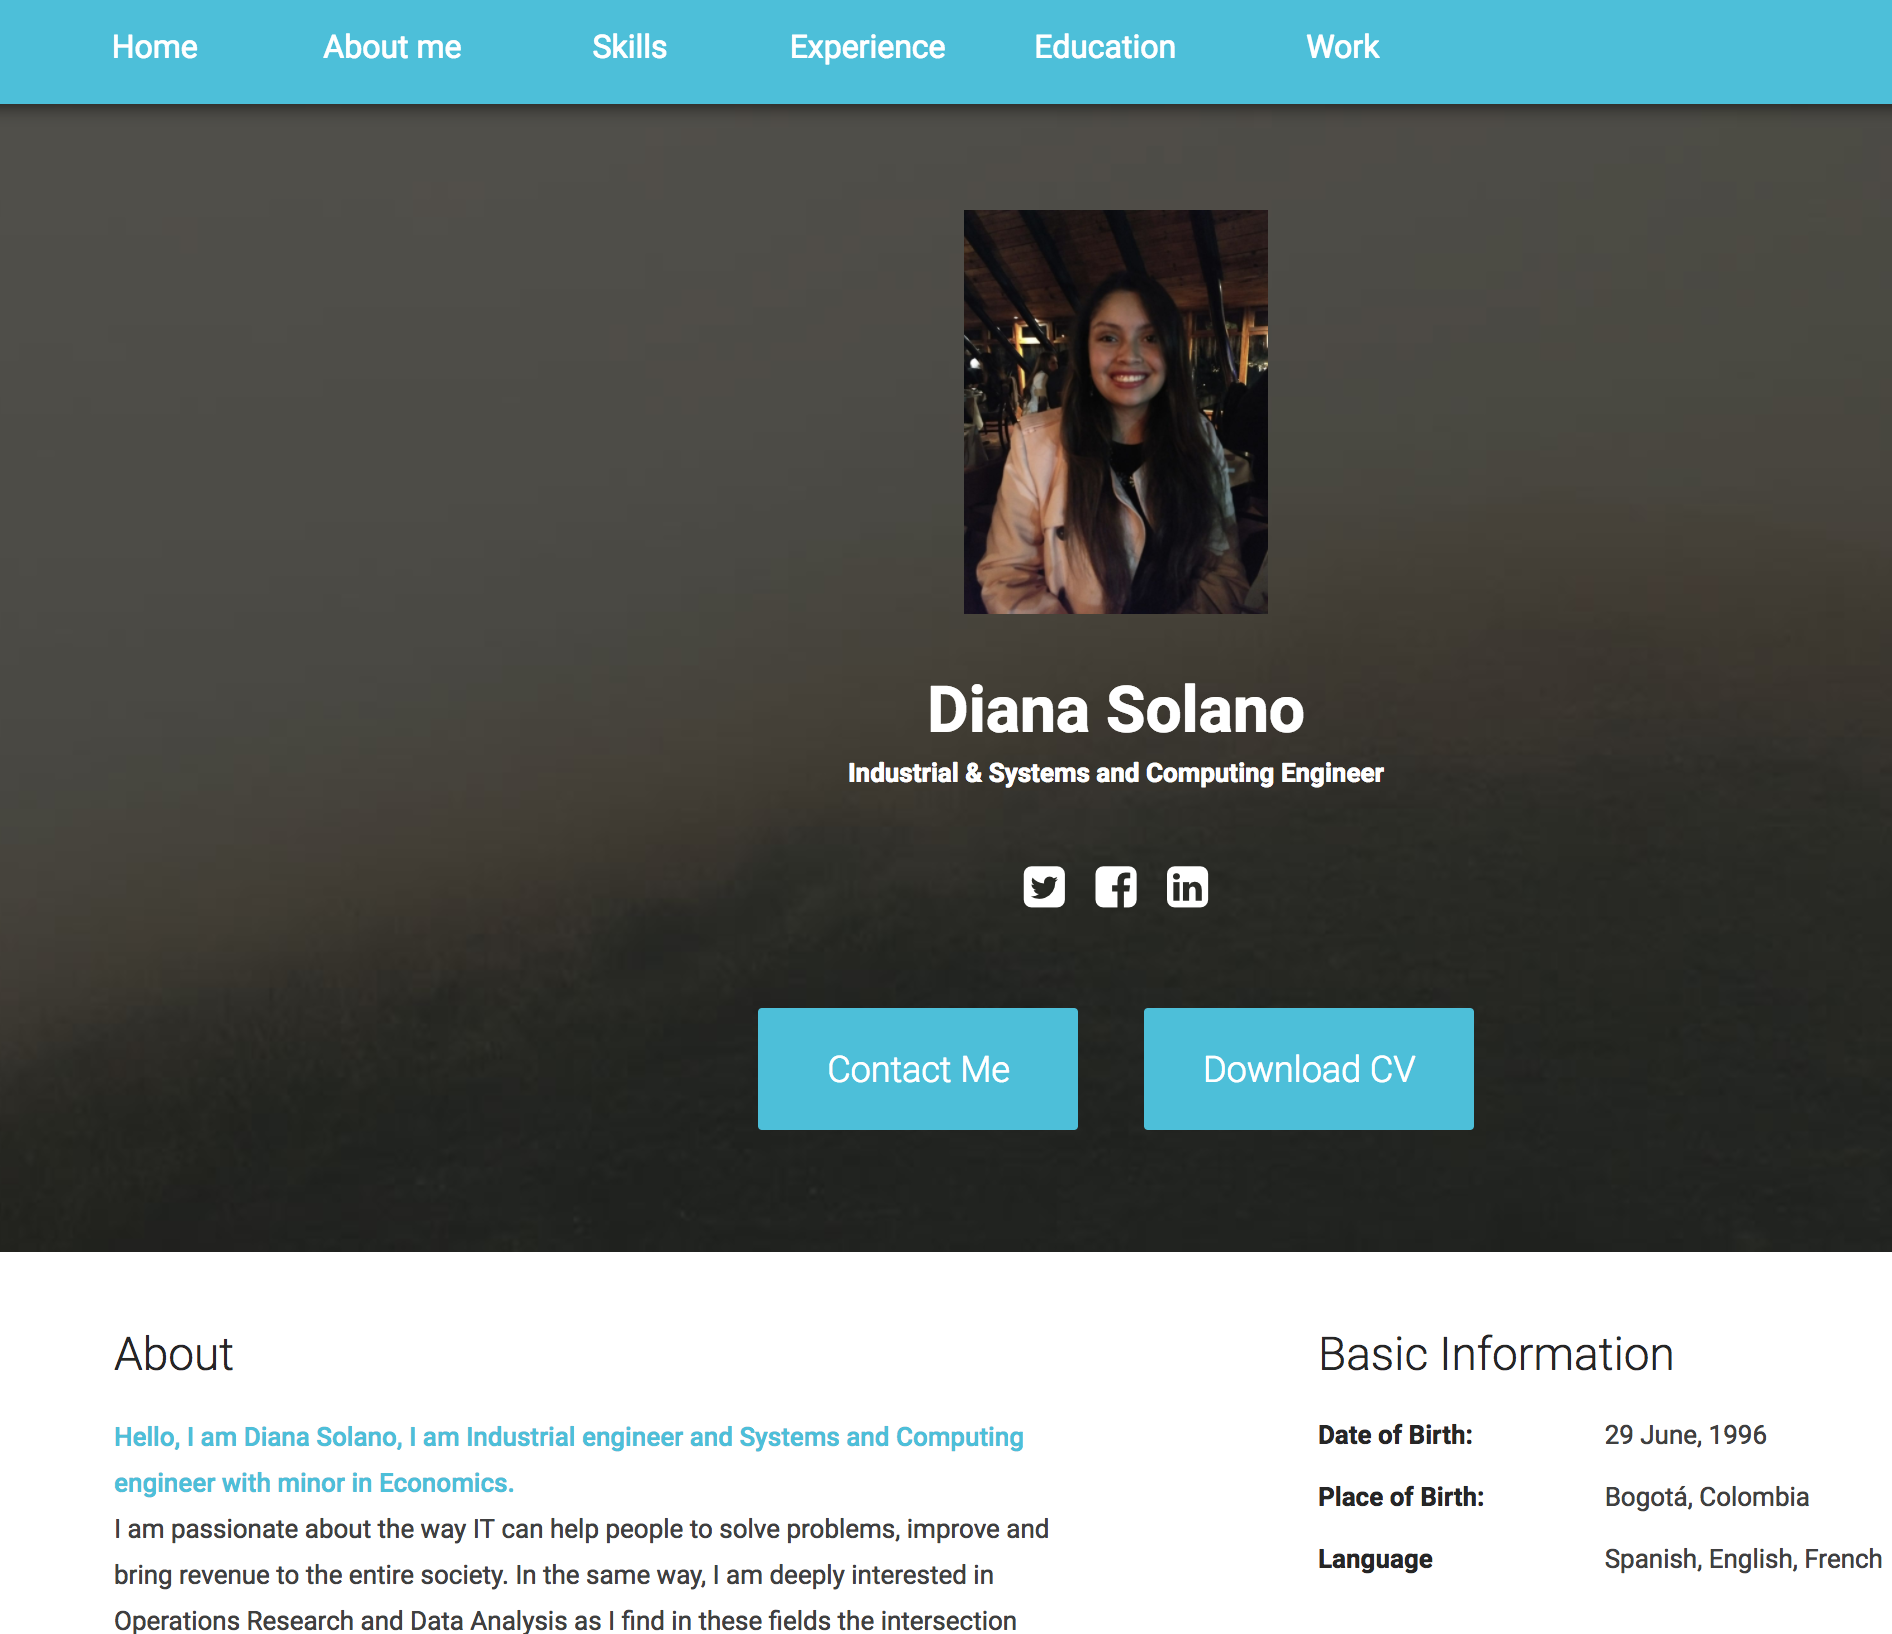 Home About me Skills Experience Education Work
Diana Solano
Industrial & Systems and Computing Engineer
Contact Me Download CV
About
Hello, I am Diana Solano, I am Industrial engineer and Systems and Computing
engineer with minor in Economics.
I am passionate about the way IT can help people to solve problems, improve and
bring revenue to the entire society. In the same way, I am deeply interested in
Operations Research and Data Analysis as I find in these fields the intersection
Basic Information
Date of Birth: 29 June, 1996
Place of Birth: Bogotá, Colombia
Language Spanish, English, French